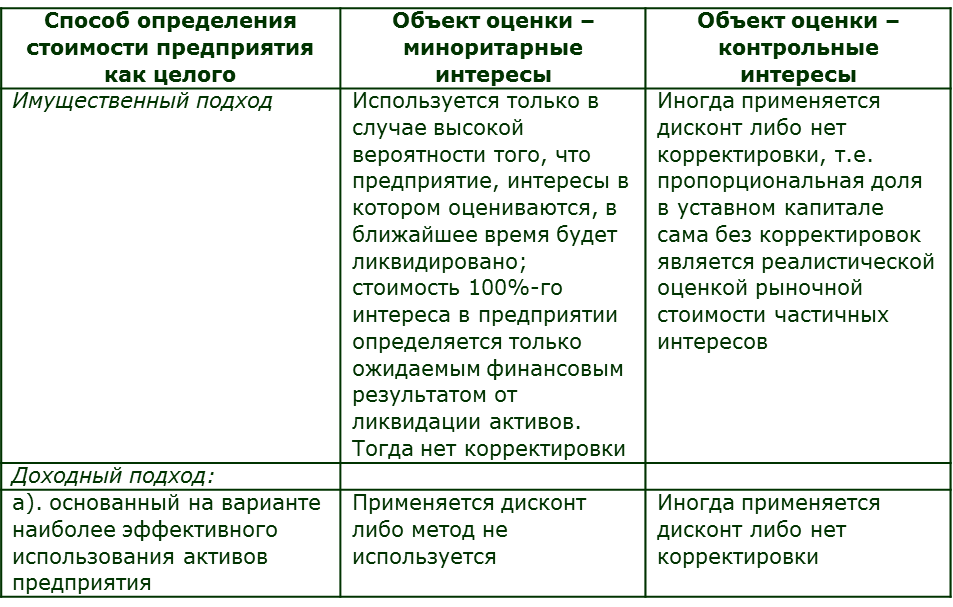 Способ определения
стоимости предприятия
как целого
Объект оценки –
миноритарные
интересы
Объект оценки –
контрольные
интересы
Имущественный подход
Используется только в
случае высокой
вероятности того, что
предприятие, интересы в
котором оцениваются, в
ближайшее время будет
ликвидировано;
стоимость 100%-го
интереса в предприятии
определяется только
ожидаемым финансовым
результатом от
ликвидации активов.
Тогда нет корректировки
Иногда применяется
дисконт либо нет
корректировки, т.е.
пропорциональная доля
в уставном капитале
сама без корректировок
является реалистической
оценкой рыночной
стоимости частичных
интересов
Доходный подход:
а). основанный на варианте
наиболее эффективного
использования активов
предприятия
Применяется дисконт
либо метод не
используется
Иногда применяется
дисконт либо нет
корректировки